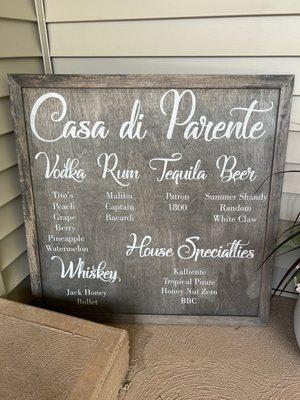 Casa di Parente
Vodka
Tito's
Peach
Grape
Berry
Pineapple
Watermelon
Rum
Malibu
Captain
Bacardi
Tequila
Patron
1800
Beer
Summer Shandy
Random
White Claw
Whiskey
Jack Honey
Bullet
House Specialties
Kalliente
Tropical Pirate
Honey Nut Zero
BBC